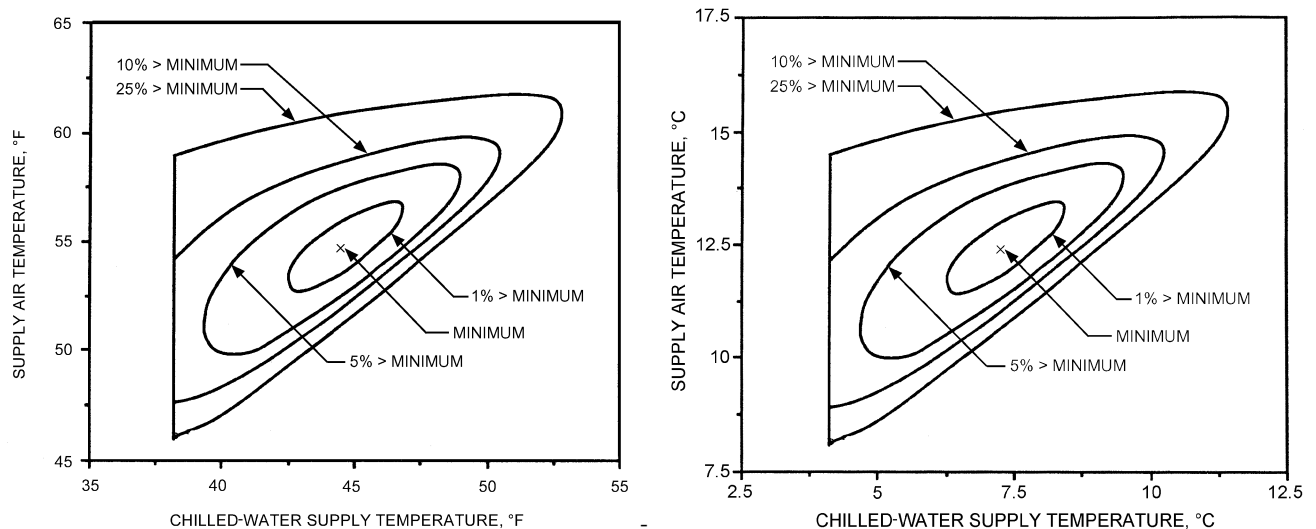 65
60
55
50
45
SUPPLY AIR TEMPERATURE, °F
10% > MINIMUM
25% > MINIMUM
1% > MINIMUM
MINIMUM
5% > MINIMUM
35
40
45
50
55
CHILLED-WATER SUPPLY TEMPERATURE, °F
17.5
15
12.5
10
7.5
SUPPLY AIR TEMPERATURE, °C
10% > MINIMUM
25% > MINIMUM
1% > MINIMUM
MINIMUM
5% > MINIMUM
2.5
5
7.5
10
12.5
CHILLED-WATER SUPPLY TEMPERATURE, °C